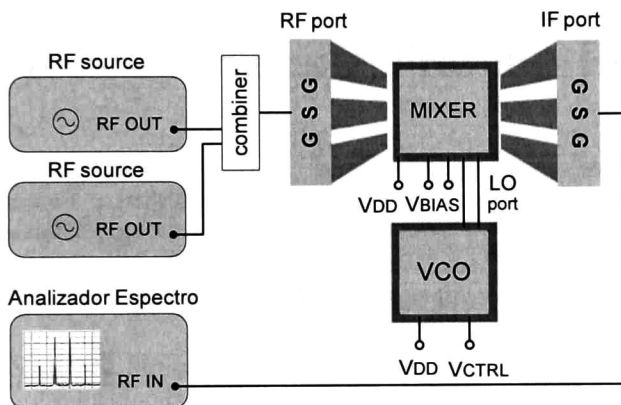 RF port
IF port
RF source
RF OUT
combiner
G S G
MIXER
G S G
RF source
RF OUT
VDD
VBIAS
LO
port
VCO
Analizador Espectro
RF IN
VDD
VCTRL